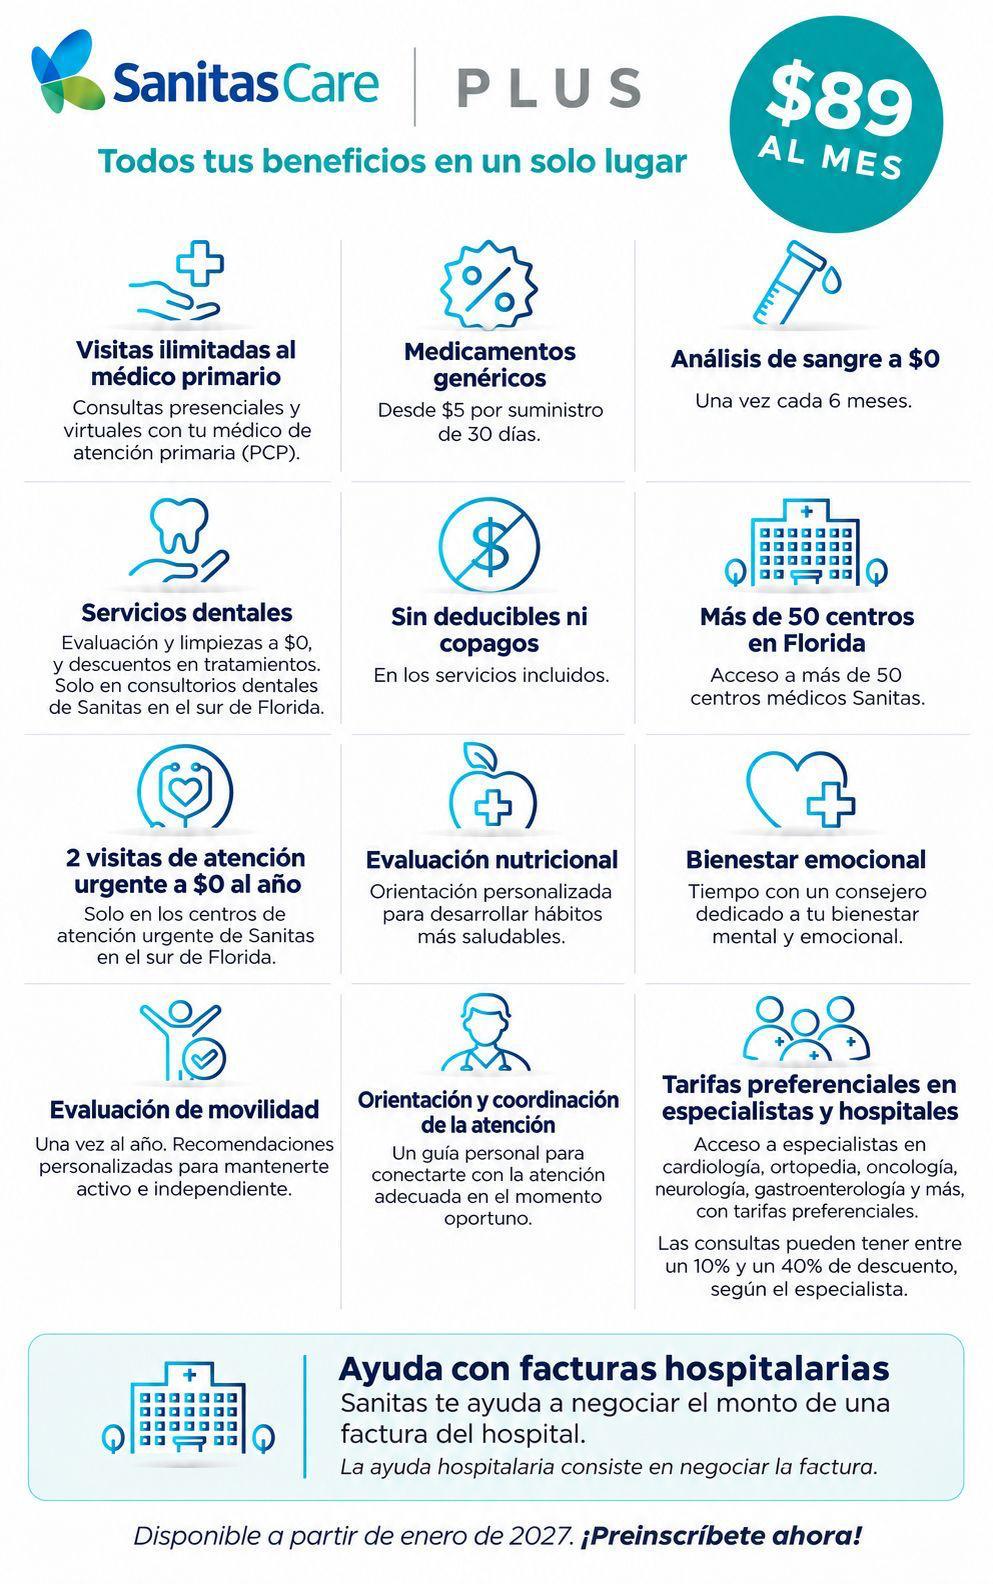 SanitasCare | PLUS
$89
AL MES
Todos tus beneficios en un solo lugar
Visitas ilimitadas al
médico primario
Consultas presenciales y
virtuales con tu médico de
atención primaria (PCP).
Medicamentos
genéricos
Desde $5 por suministro
de 30 días.
Análisis de sangre a $0
Una vez cada 6 meses.
Servicios dentales
Evaluación y limpiezas a $0,
y descuentos en tratamientos.
Solo en consultorios dentales
de Sanitas en el sur de Florida.
Sin deducibles ni
copagos
En los servicios incluidos.
Más de 50 centros
en Florida
Acceso a más de 50
centros médicos Sanitas.
2 visitas de atención
urgente a $0 al año
Solo en los centros de
atención urgente de Sanitas
en el sur de Florida.
Evaluación nutricional
Orientación personalizada
para desarrollar hábitos
más saludables.
Bienestar emocional
Tiempo con un consejero
dedicado a tu bienestar
mental y emocional.
Evaluación de movilidad
Una vez al año. Recomendaciones
personalizadas para mantenerte
activo e independiente.
Orientación y coordinación
de la atención
Un guía personal para
conectarte con la atención
adecuada en el momento
oportuno.
Tarifas preferenciales en
especialistas y hospitales
Acceso a especialistas en
cardiología, ortopedia, oncología,
neurología, gastroenterología y más,
con tarifas preferenciales.
Las consultas pueden tener entre
un 10% y un 40% de descuento,
según el especialista.
Ayuda con facturas hospitalarias
Sanitas te ayuda a negociar el monto de una
factura del hospital.
La ayuda hospitalaria consiste en negociar la factura.
Disponible a partir de enero de 2027. ¡Preinscríbete ahora!